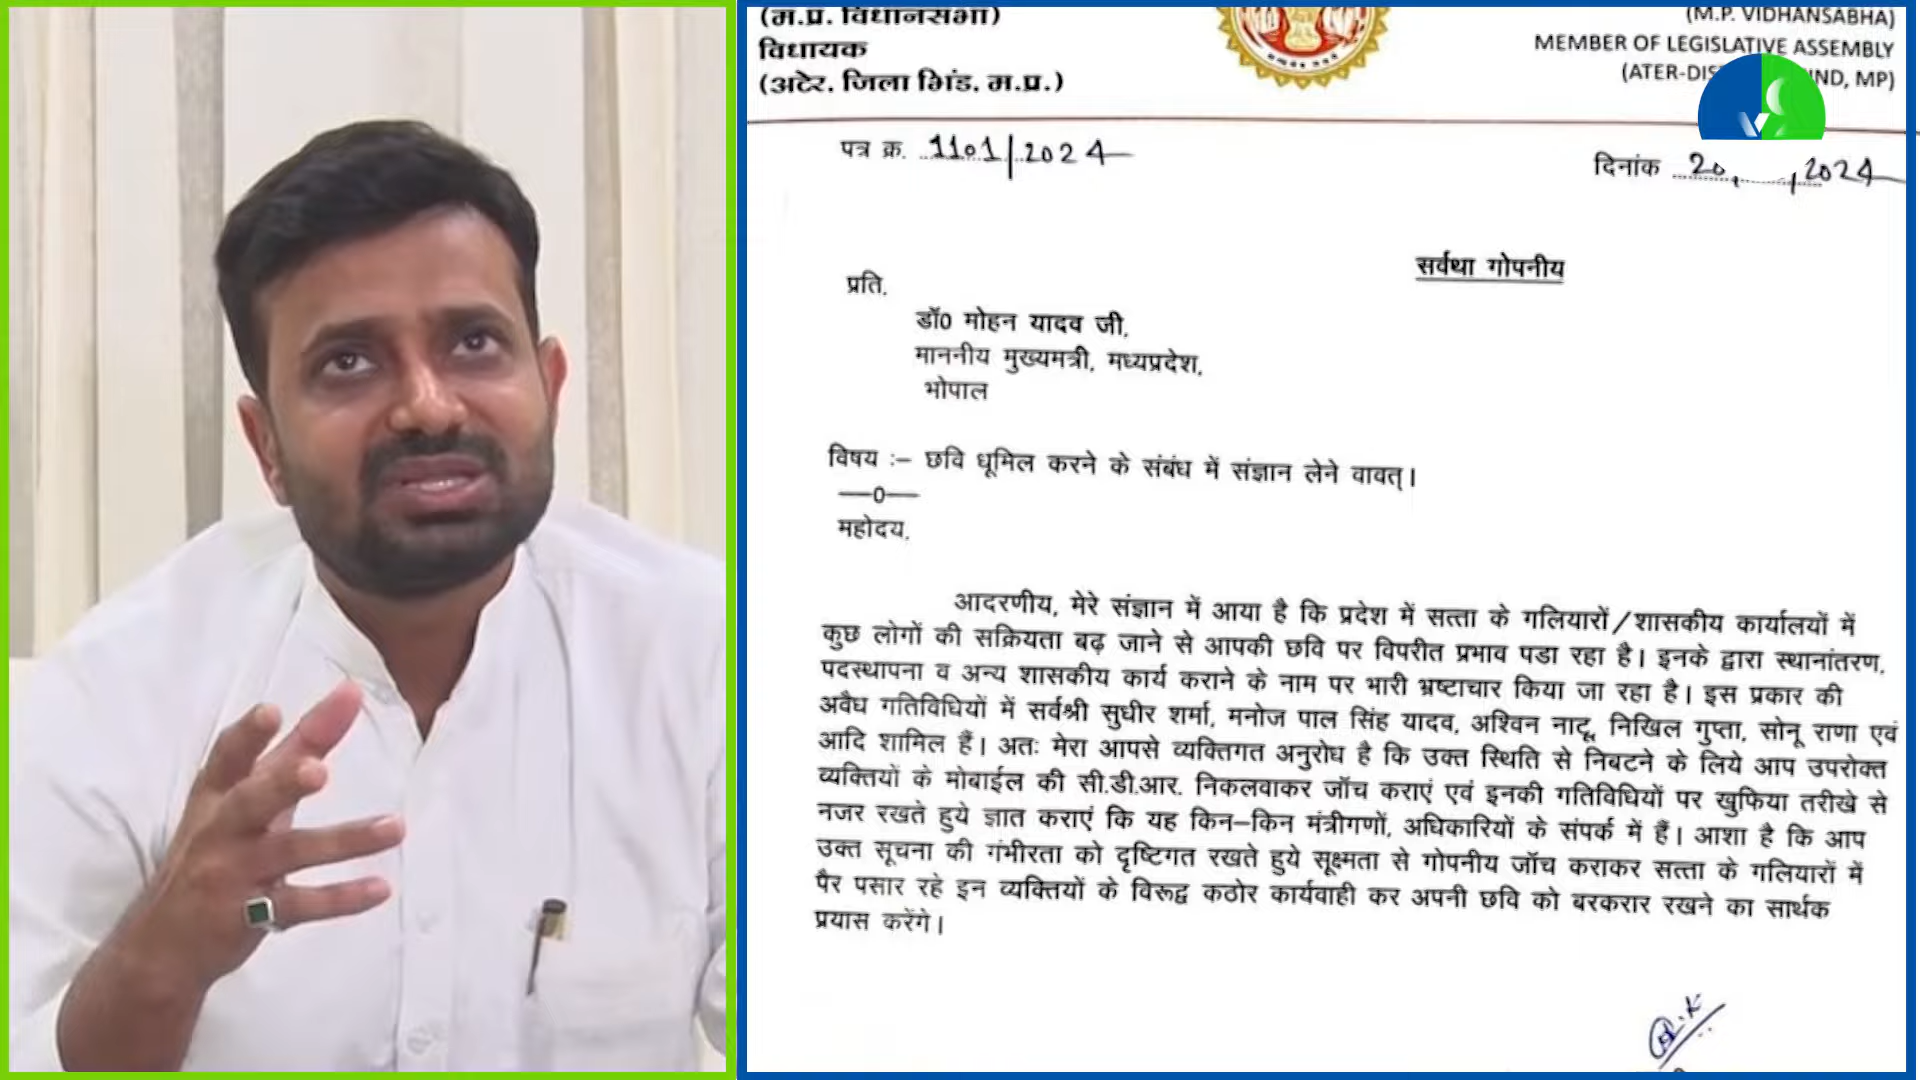 (म.प्र. विधानसभा)
विधायक
(अटेर, जिला भिंड, म.प्र.)
(M.P. VIDHANSABHA)
MEMBER OF LEGISLATIVE ASSEMBLY
(ATER-DIS IND, MP)
पत्र क्र. 1101/2024
दिनांक 20, ,2024
सर्वथा गोपनीय
प्रति,
डॉ0 मोहन यादव जी,
माननीय मुख्यमत्री, मध्यप्रदेश,
भोपाल
विषय :– छवि धूमिल करने के संबंध में संज्ञान लेने वावत्।
—0—
महोदय,
आदरणीय, मेरे संज्ञान में आया है कि प्रदेश में सत्ता के गलियारों/शासकीय कार्यालयों में
कुछ लोगों की सक्रियता बढ़ जाने से आपकी छवि पर विपरीत प्रभाव पडा रहा है। इनके द्वारा स्थानांतरण,
पदस्थापना व अन्य शासकीय कार्य कराने के नाम पर भारी भ्रष्टाचार किया जा रहा है। इस प्रकार की
अवैध गतिविधियों में सर्वश्री सुधीर शर्मा, मनोज पाल सिंह यादव, अश्विन नाटू, निखिल गुप्ता, सोनू राणा एवं
आदि शामिल हैं। अतः मेरा आपसे व्यक्तिगत अनुरोध है कि उक्त स्थिति से निबटने के लिये आप उपरोक्त
व्यक्तियों के मोबाईल की सी.डी.आर. निकलवाकर जॉच कराएं एवं इनकी गतिविधियों पर खुफिया तरीखे से
नजर रखते हुये ज्ञात कराएं कि यह किन–किन मंत्रीगणों, अधिकारियों के संपर्क में हैं। आशा है कि आप
उक्त सूचना की गंभीरता को दृष्टिगत रखते हुये सूक्ष्मता से गोपनीय जॉच कराकर सत्ता के गलियारों में
पैर पसार रहे इन व्यक्तियों के विरूद्व कठोर कार्यवाही कर अपनी छवि को बरकरार रखने का सार्थक
प्रयास करेंगे।